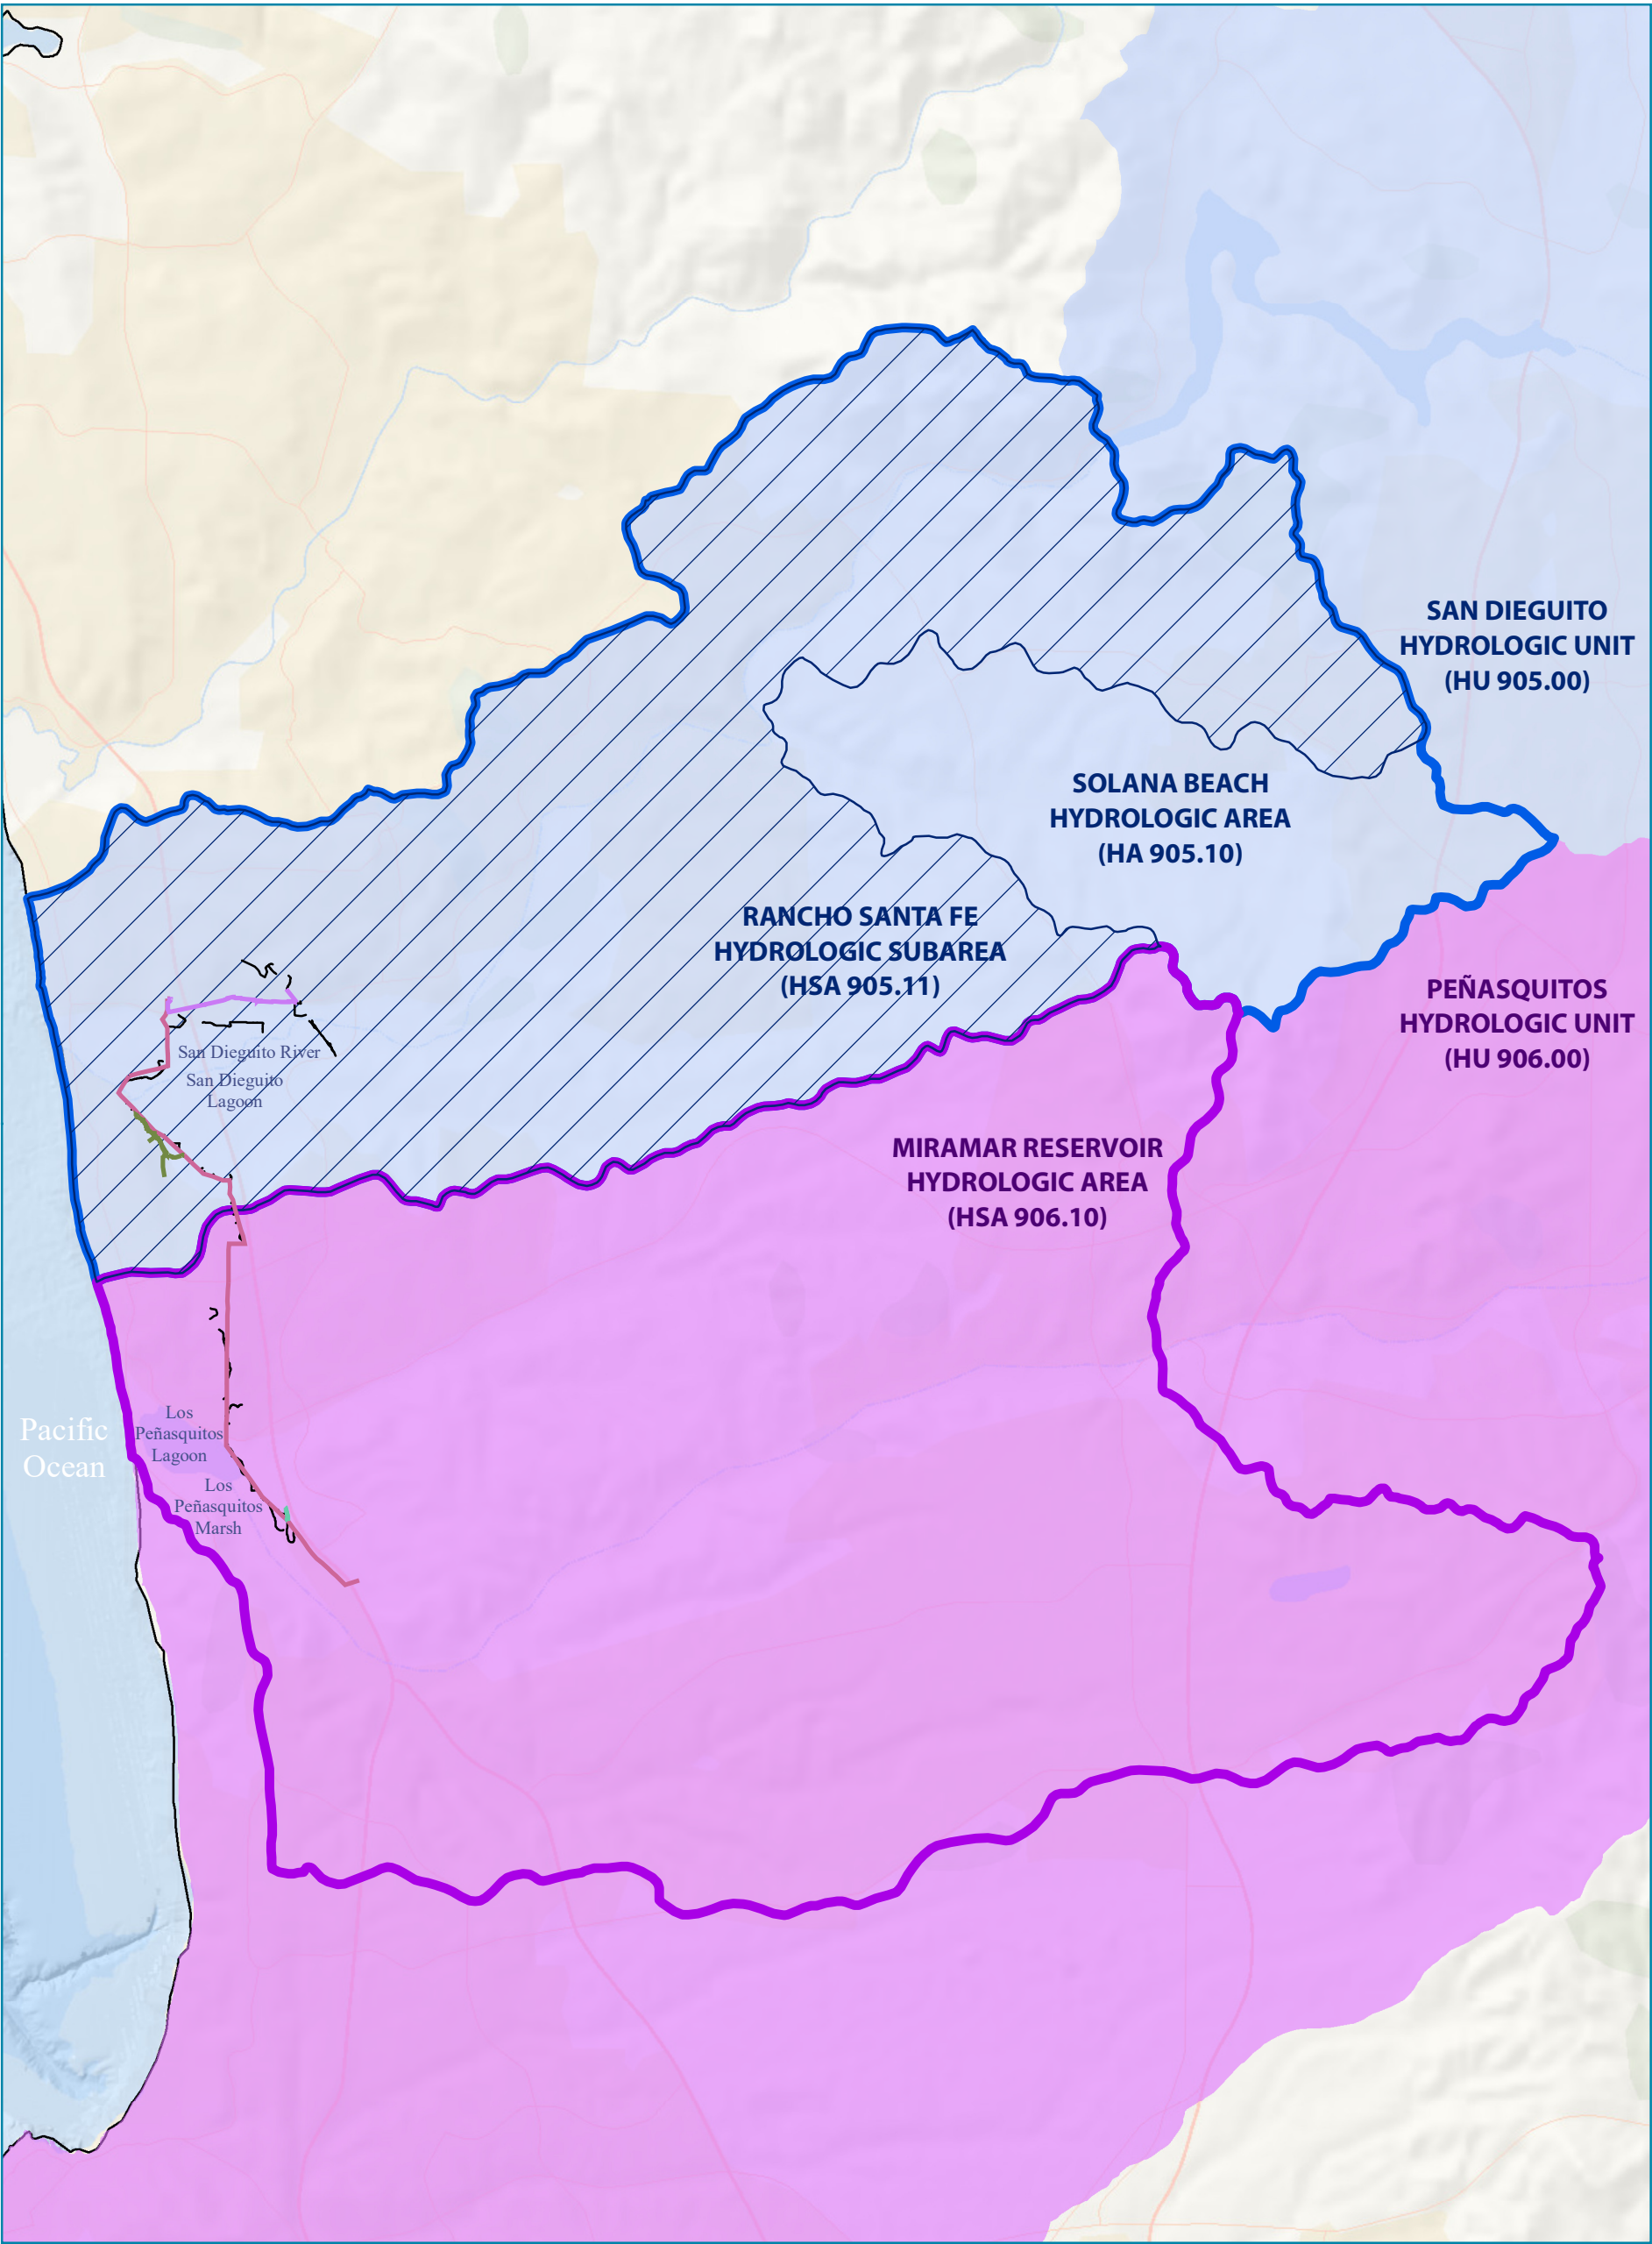 SAN DIEGUITO
HYDROLOGIC UNIT
(HU 905.00)
SOLANA BEACH
HYDROLOGIC AREA
(HA 905.10)
RANCHO SANTA FE
HYDROLOGIC SUBAREA
(HSA 905.11)
PEÑASQUITOS
HYDROLOGIC UNIT
(HU 906.00)
San Dieguito River
San Dieguito
Lagoon
MIRAMAR RESERVOIR
HYDROLOGIC AREA
(HSA 906.10)
Pacific
Ocean
Los
Peñasquitos
Lagoon
Los
Peñasquitos
Marsh